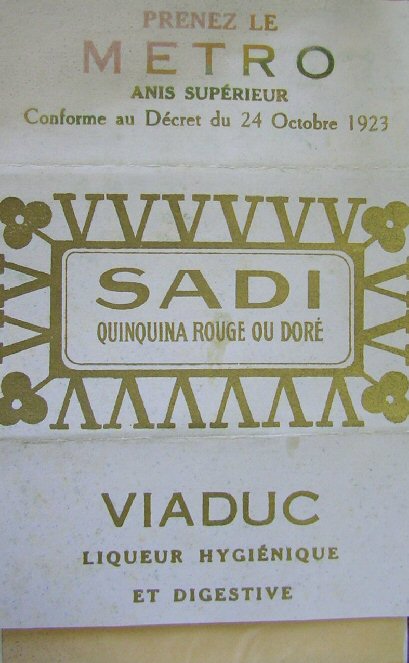 PRENEZ LE
METRO
ANIS SUPÉRIEUR
Conforme au Décret du 24 Octobre 1923
SADI
QUINQUINA ROUGE OU DORÉ
VIADUC
LIQUEUR HYGIÉNIQUE
ET DIGESTIVE